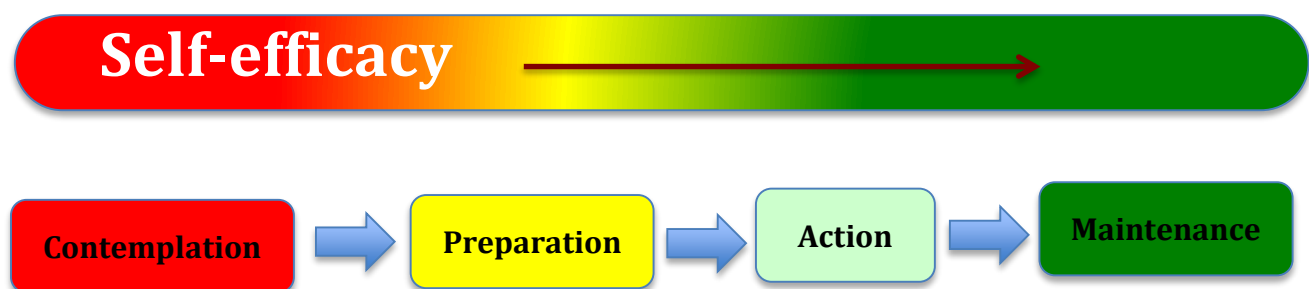 Self-efficacy
Contemplation
Preparation
Action
Maintenance